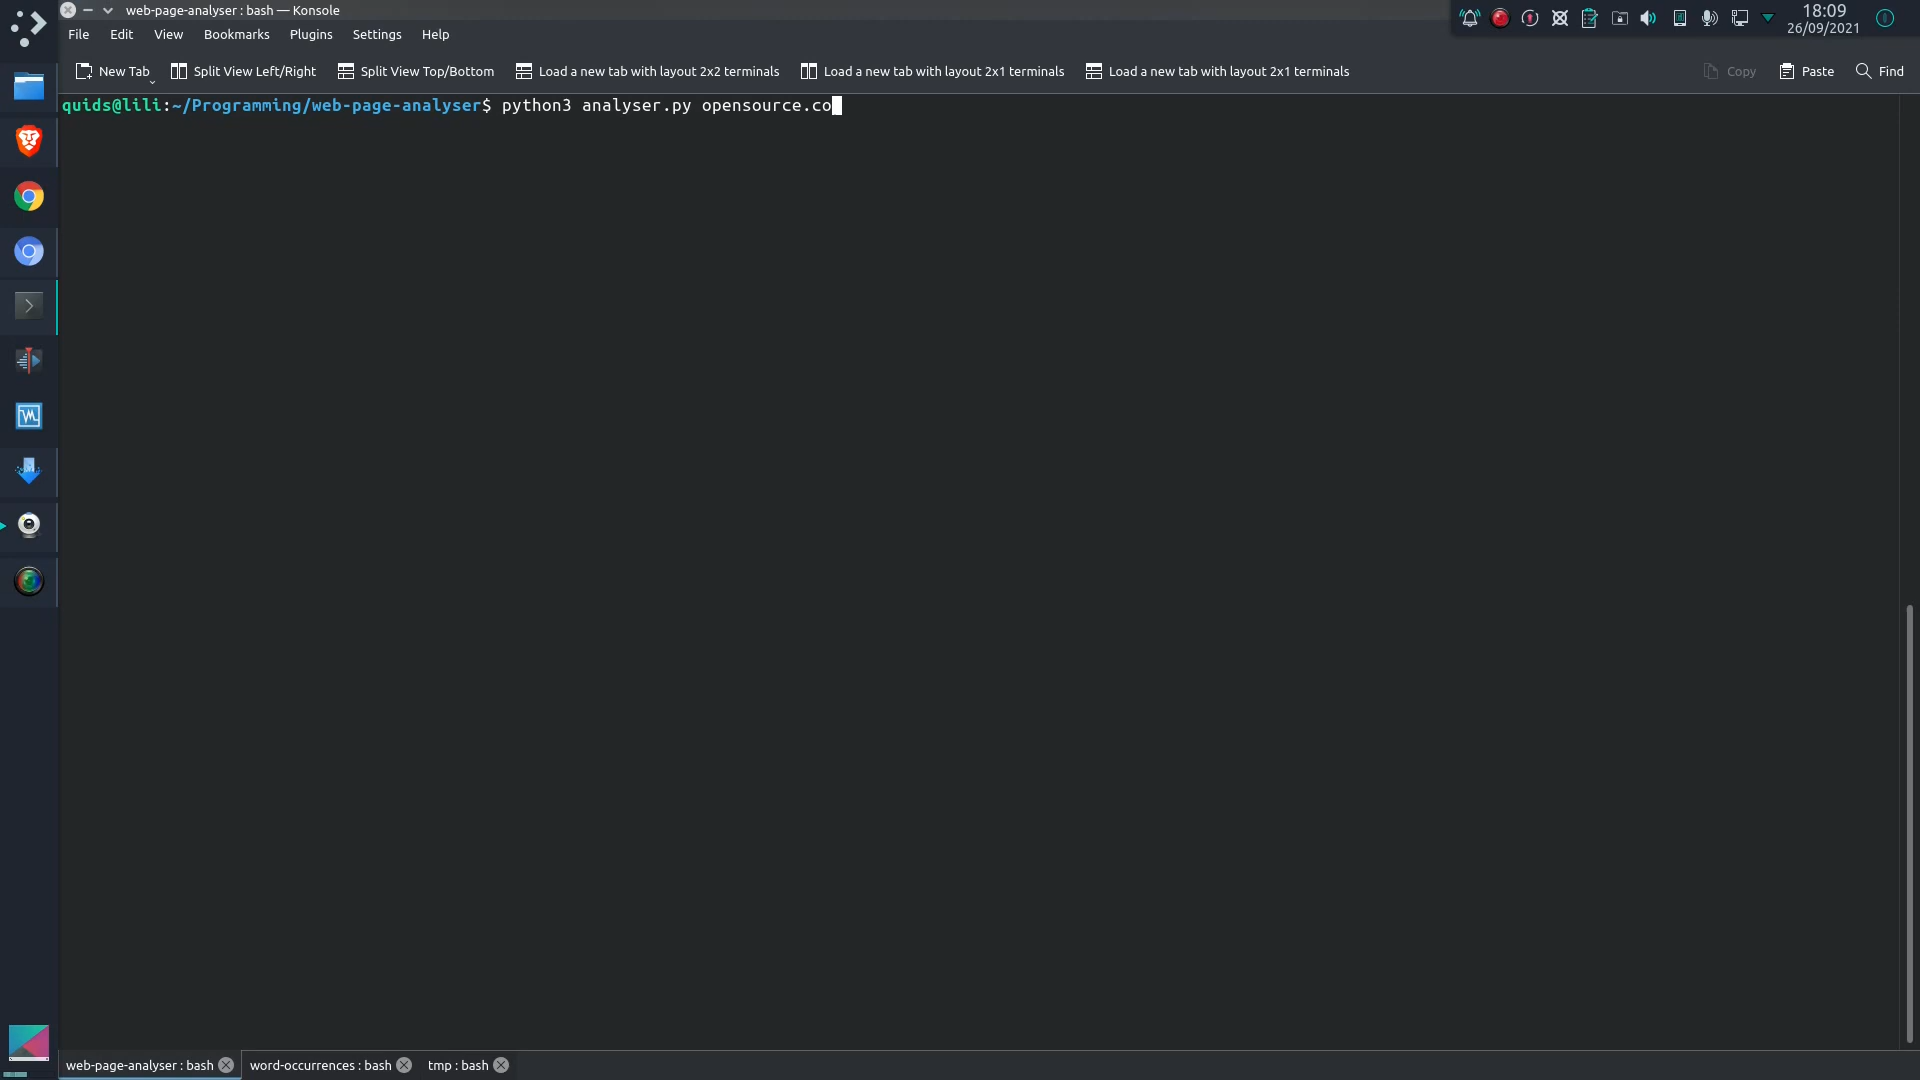 web-page-analyser : bash — Konsole
18:09
26/09/2021
File Edit View Bookmarks Plugins Settings Help
New Tab Split View Left/Right Split View Top/Bottom Load a new tab with layout 2x2 terminals Load a new tab with layout 2x1 terminals Load a new tab with layout 2x1 terminals Copy Paste Find
quids@lili:~/Programming/web-page-analyser$ python3 analyser.py opensource.co
web-page-analyser : bash word-occurrences : bash tmp : bash